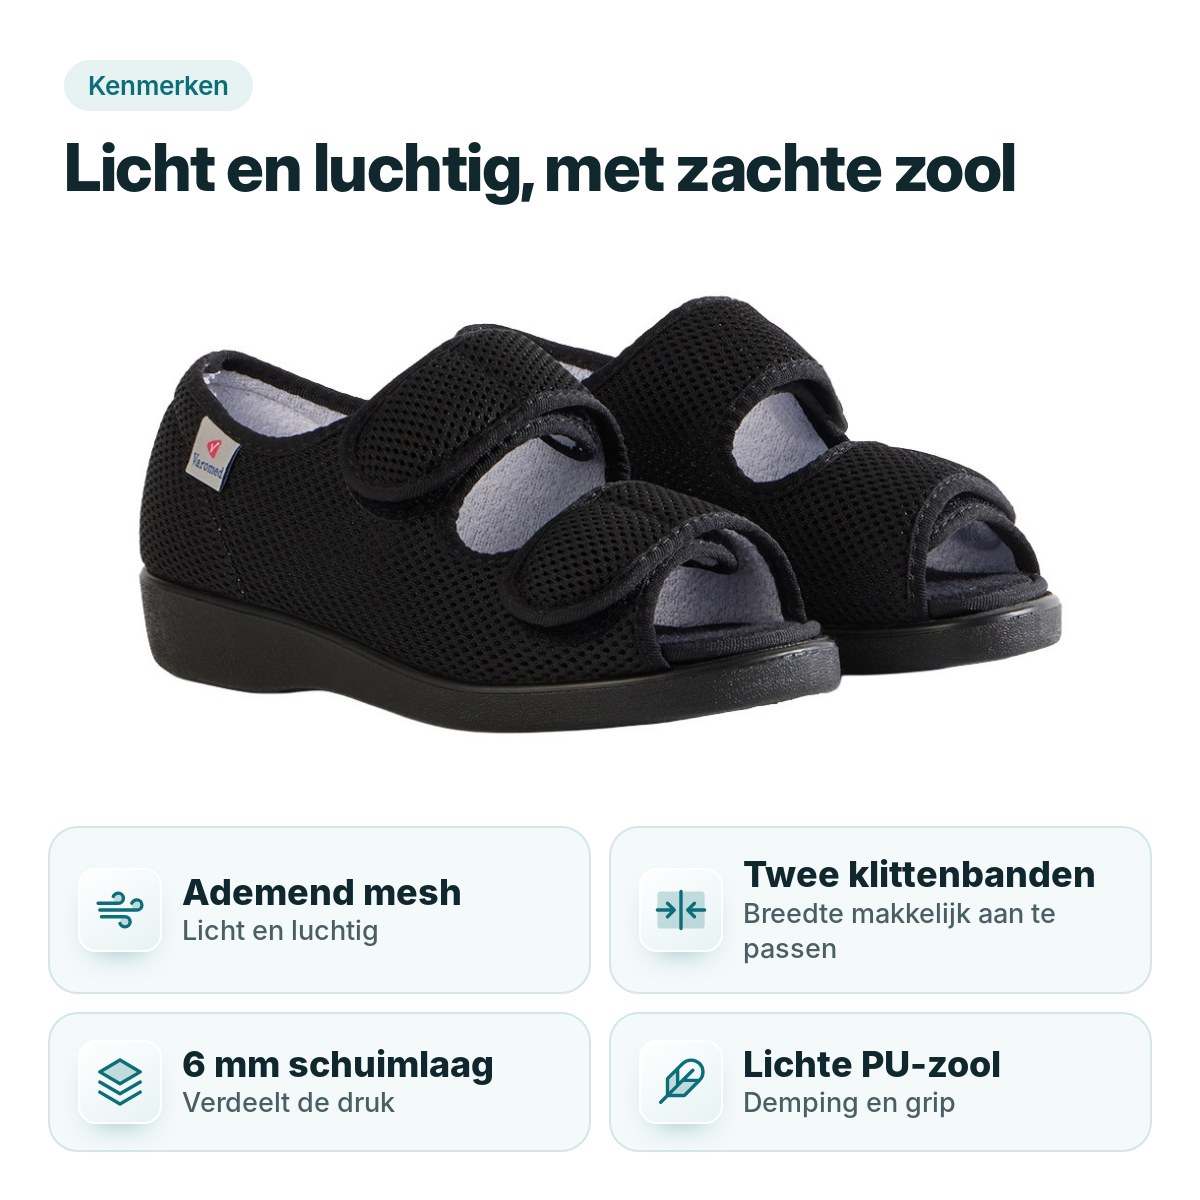 Kenmerken
Licht en luchtig, met zachte zool
Varomed
Ademend mesh
Licht en luchtig
Twee klittenbanden
Breedte makkelijk aan te
passen
6 mm schuimlaag
Verdeelt de druk
Lichte PU-zool
Demping en grip